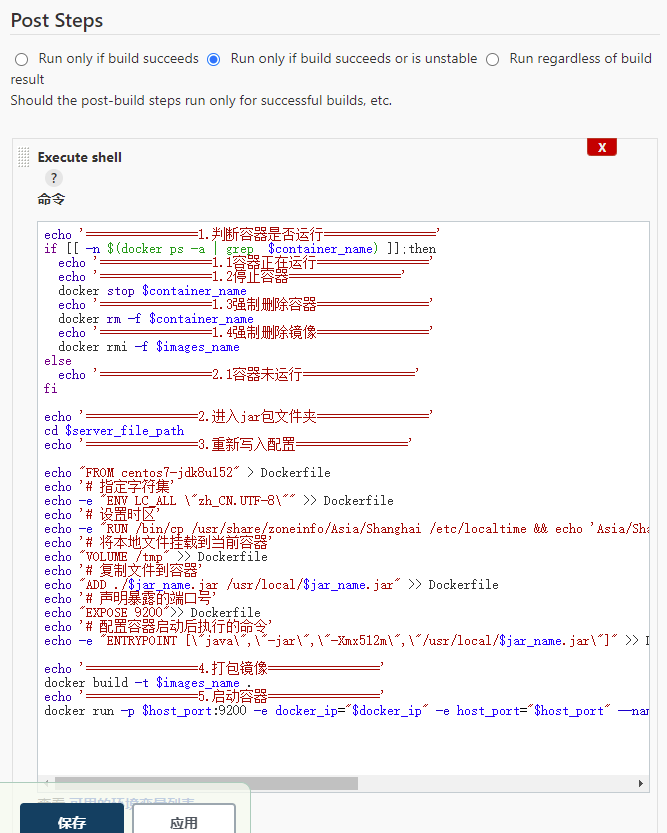 Post Steps
Run only if build succeeds Run only if build succeeds or is unstable Run regardless of build
result
Should the post-build steps run only for successful builds, etc.
X
Execute shell
?
命令
echo '================1.判断容器是否运行================'
if [[ -n $(docker ps -a | grep  $container_name) ]];then
  echo '================1.1容器正在运行================'
  echo '================1.2停止容器================'
  docker stop $container_name
  echo '================1.3强制删除容器================'
  docker rm -f $container_name
  echo '================1.4强制删除镜像================'
  docker rmi -f $images_name
else
  echo '================2.1容器未运行================'
fi
echo '================2.进入jar包文件夹================'
cd $server_file_path
echo '================3.重新写入配置================'
echo "FROM centos7-jdk8u152" > Dockerfile
echo '# 指定字符集'
echo -e "ENV LC_ALL \"zh_CN.UTF-8\"" >> Dockerfile
echo '# 设置时区'
echo -e "RUN /bin/cp /usr/share/zoneinfo/Asia/Shanghai /etc/localtime && echo 'Asia/Sha
echo '# 将本地文件挂载到当前容器'
echo "VOLUME /tmp" >> Dockerfile
echo '# 复制文件到容器'
echo "ADD ./$jar_name.jar /usr/local/$jar_name.jar" >> Dockerfile
echo '# 声明暴露的端口号'
echo "EXPOSE 9200">> Dockerfile
echo '# 配置容器启动后执行的命令'
echo -e "ENTRYPOINT [\"java\",\"-jar\",\"-Xmx512m\",\"/usr/local/$jar_name.jar\"]" >> D
echo '================4.打包镜像================'
docker build -t $images_name .
echo '================5.启动容器================'
docker run -p $host_port:9200 -e docker_ip="$docker_ip" -e host_port="$host_port" --nam
查看 可用的环境变量列表
保存 应用